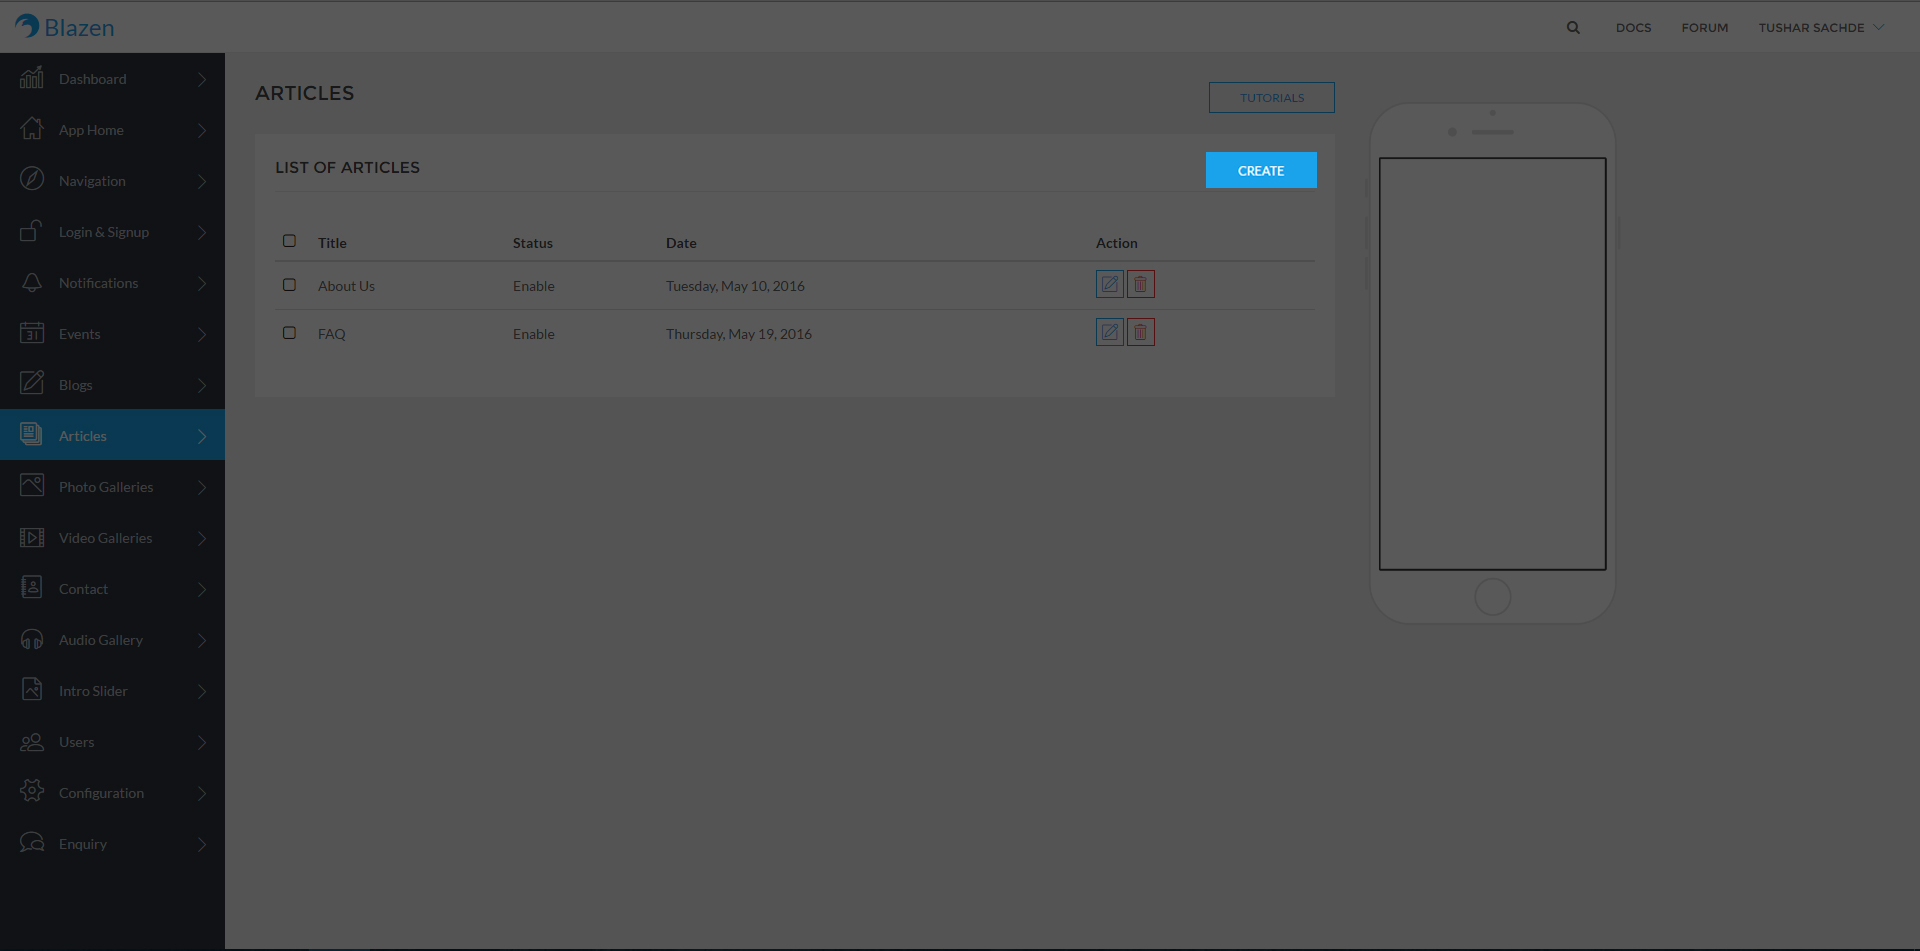 Blazen
DOCS FORUM TUSHAR SACHDE
Dashboard
App Home
Navigation
Login & Signup
Notifications
Events
31
Blogs
Articles
Photo Galleries
Video Galleries
Contact
Audio Gallery
Intro Slider
Users
Configuration
Enquiry
ARTICLES
TUTORIALS
LIST OF ARTICLES
CREATE
Title Status Date Action
About Us Enable Tuesday, May 10, 2016
FAQ Enable Thursday, May 19, 2016